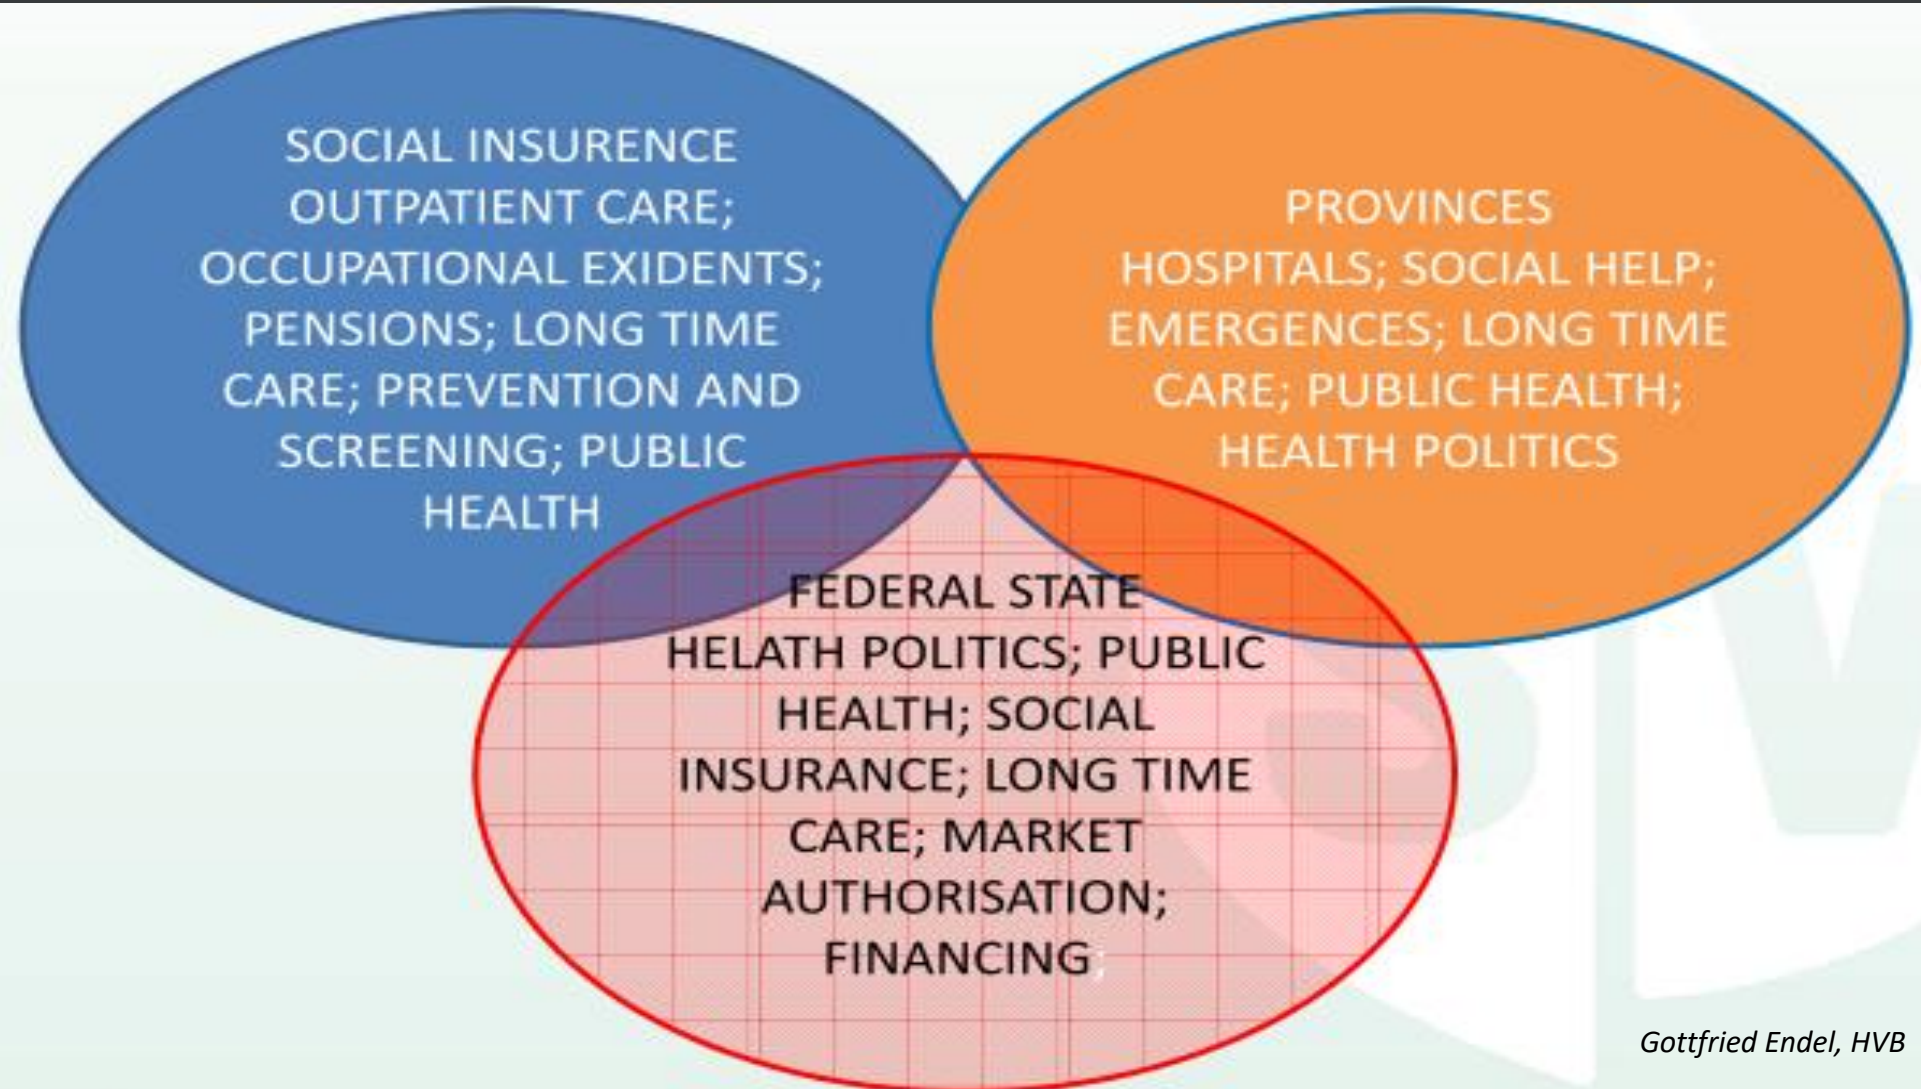 SOCIAL INSURENCE
OUTPATIENT CARE;
OCCUPATIONAL EXIDENTS;
PENSIONS; LONG TIME
CARE; PREVENTION AND
SCREENING; PUBLIC
HEALTH
PROVINCES
HOSPITALS; SOCIAL HELP;
EMERGENCES; LONG TIME
CARE; PUBLIC HEALTH;
HEALTH POLITICS
FEDERAL STATE
HELATH POLITICS; PUBLIC
HEALTH; SOCIAL
INSURANCE; LONG TIME
CARE; MARKET
AUTHORISATION;
FINANCING;
Gottfried Endel, HVB